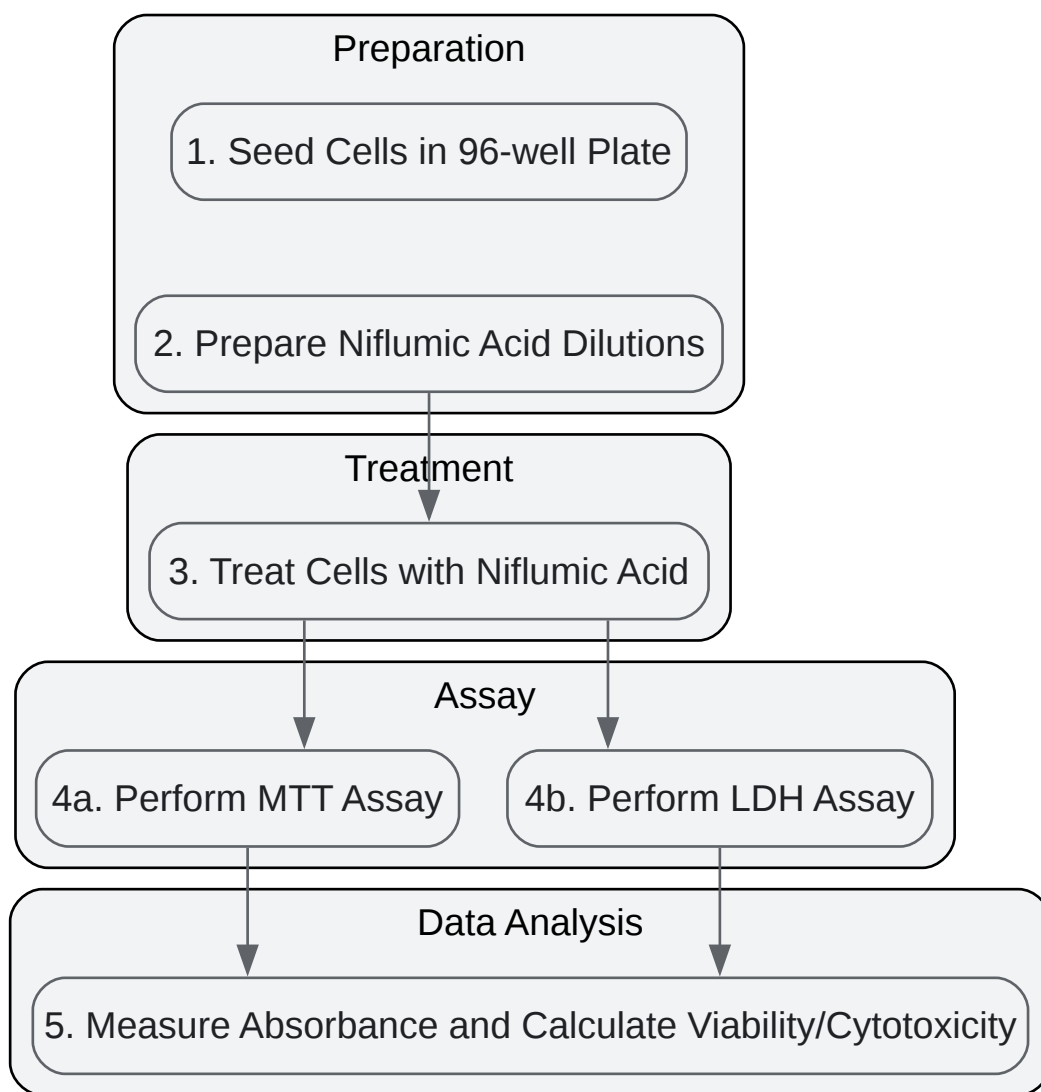 Preparation
1. Seed Cells in 96-well Plate
2. Prepare Niflumic Acid Dilutions
Treatment
3. Treat Cells with Niflumic Acid
Assay
4a. Perform MTT Assay
4b. Perform LDH Assay
Data Analysis
5. Measure Absorbance and Calculate Viability/Cytotoxicity